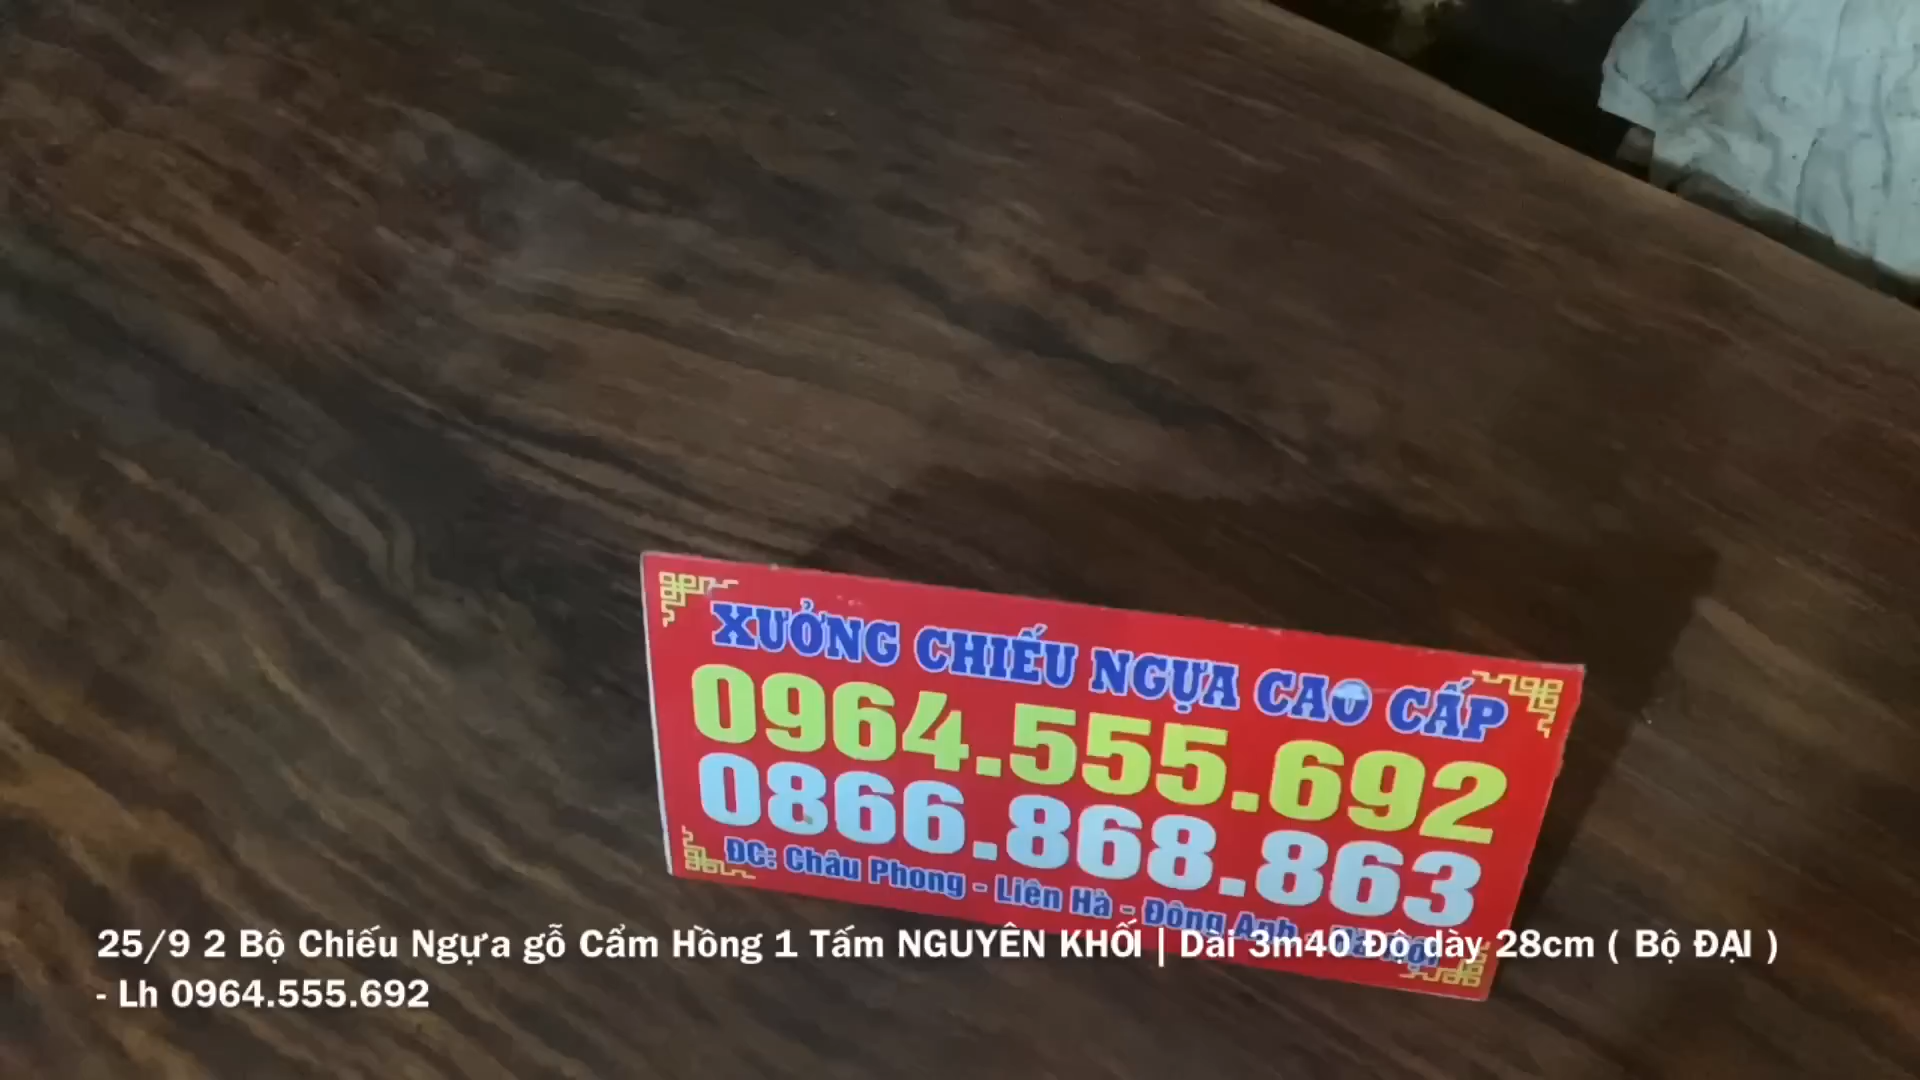 XƯỞNG CHIẾU NGỰA CAO CẤP
0964.555.692
0866.868.863
ĐC: Châu Phong - Liên Hà - Đông Anh - Hà Nội
25/9 2 Bộ Chiếu Ngựa gỗ Cẩm Hồng 1 Tấm NGUYÊN KHỐI | Dài 3m40 Độ dày 28cm ( Bộ ĐẠI )
- Lh 0964.555.692